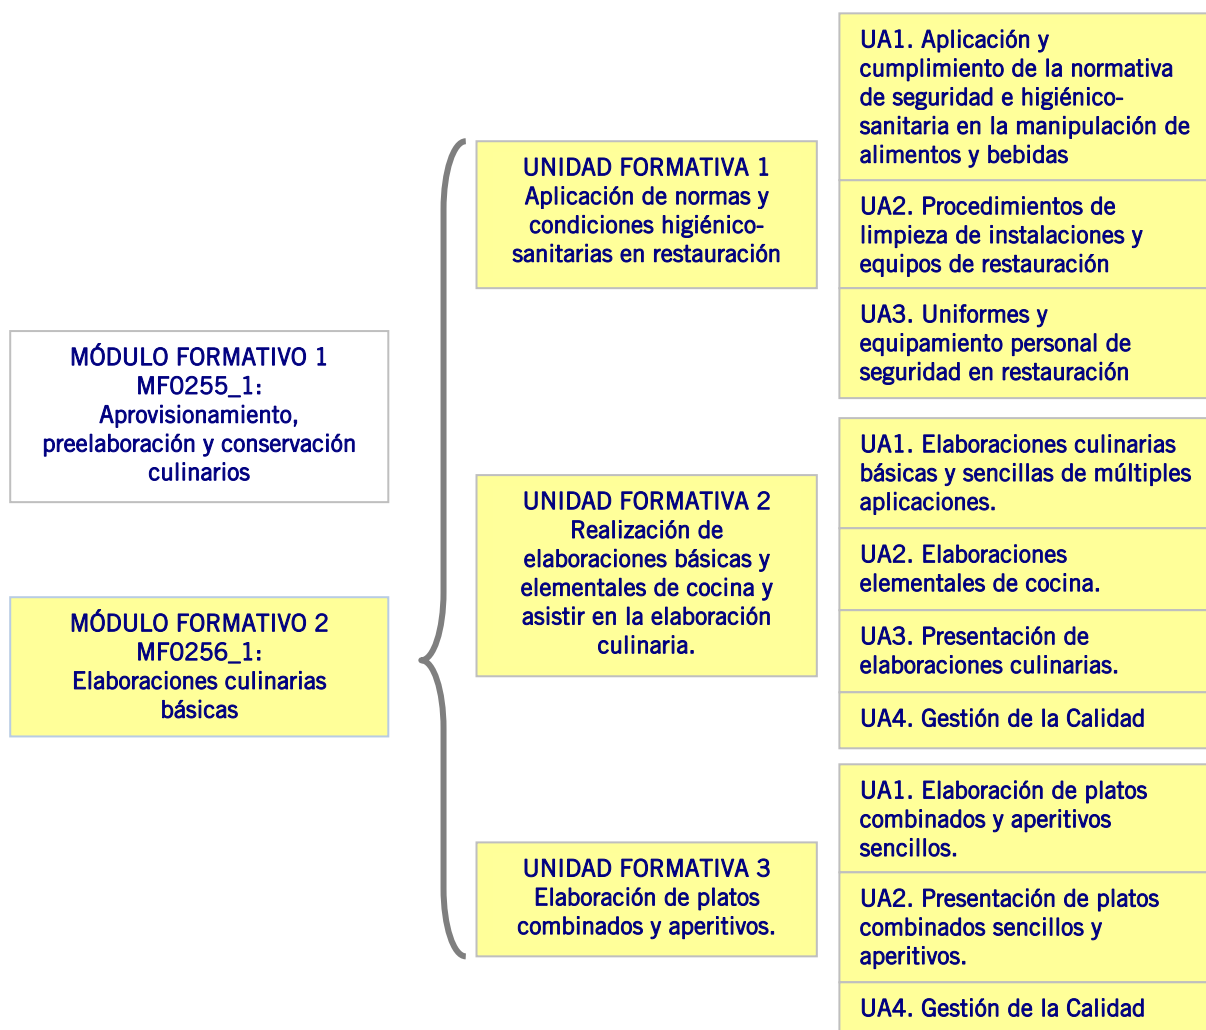 MÓDULO FORMATIVO 1
MF0255_1:
Aprovisionamiento,
preelaboración y conservación
culinarios
MÓDULO FORMATIVO 2
MF0256_1:
Elaboraciones culinarias
básicas
UNIDAD FORMATIVA 1
Aplicación de normas y
condiciones higiénico-
sanitarias en restauración
UA1. Aplicación y
cumplimiento de la normativa
de seguridad e higiénico-
sanitaria en la manipulación de
alimentos y bebidas
UA2. Procedimientos de
limpieza de instalaciones y
equipos de restauración
UA3. Uniformes y
equipamiento personal de
seguridad en restauración
UNIDAD FORMATIVA 2
Realización de
elaboraciones básicas y
elementales de cocina y
asistir en la elaboración
culinaria.
UA1. Elaboraciones culinarias
básicas y sencillas de múltiples
aplicaciones.
UA2. Elaboraciones
elementales de cocina.
UA3. Presentación de
elaboraciones culinarias.
UA4. Gestión de la Calidad
UNIDAD FORMATIVA 3
Elaboración de platos
combinados y aperitivos.
UA1. Elaboración de platos
combinados y aperitivos
sencillos.
UA2. Presentación de platos
combinados sencillos y
aperitivos.
UA4. Gestión de la Calidad